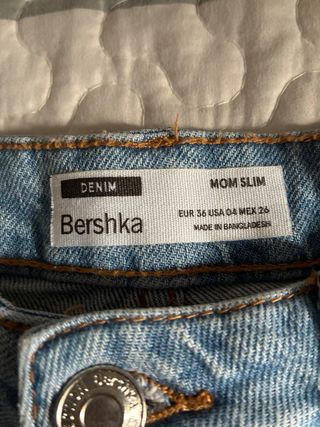 DENIM
MOM SLIM
Bershka
EUR 36 USA 04 MEX 26
MADE IN BANGLADESH